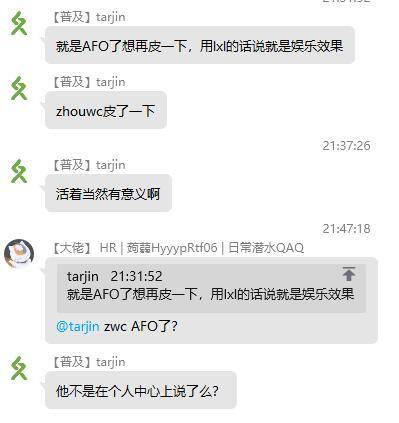 【普及】tarjin
就是AFO了想再皮一下，用lxl的话说就是娱乐效果
【普及】tarjin
zhouwc皮了一下
21:37:26
【普及】tarjin
活着当然有意义啊
21:47:18
【大佬】 HR | 蒟蒻HyyypRtf06 | 日常潜水QAQ
tarjin 21:31:52
就是AFO了想再皮一下，用lxl的话说就是娱乐效果
@tarjin zwc AFO了?
【普及】tarjin
他不是在个人中心上说了么?